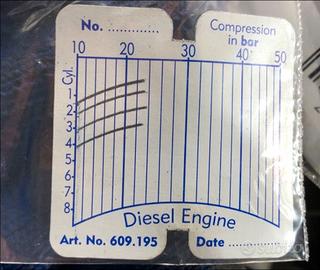 No. ..............
Compression
in bar
10 20 30 40 50
Cyl.
1
2
3
4
5
6
7
8
Diesel Engine
Art. No. 609.195
Date ..............